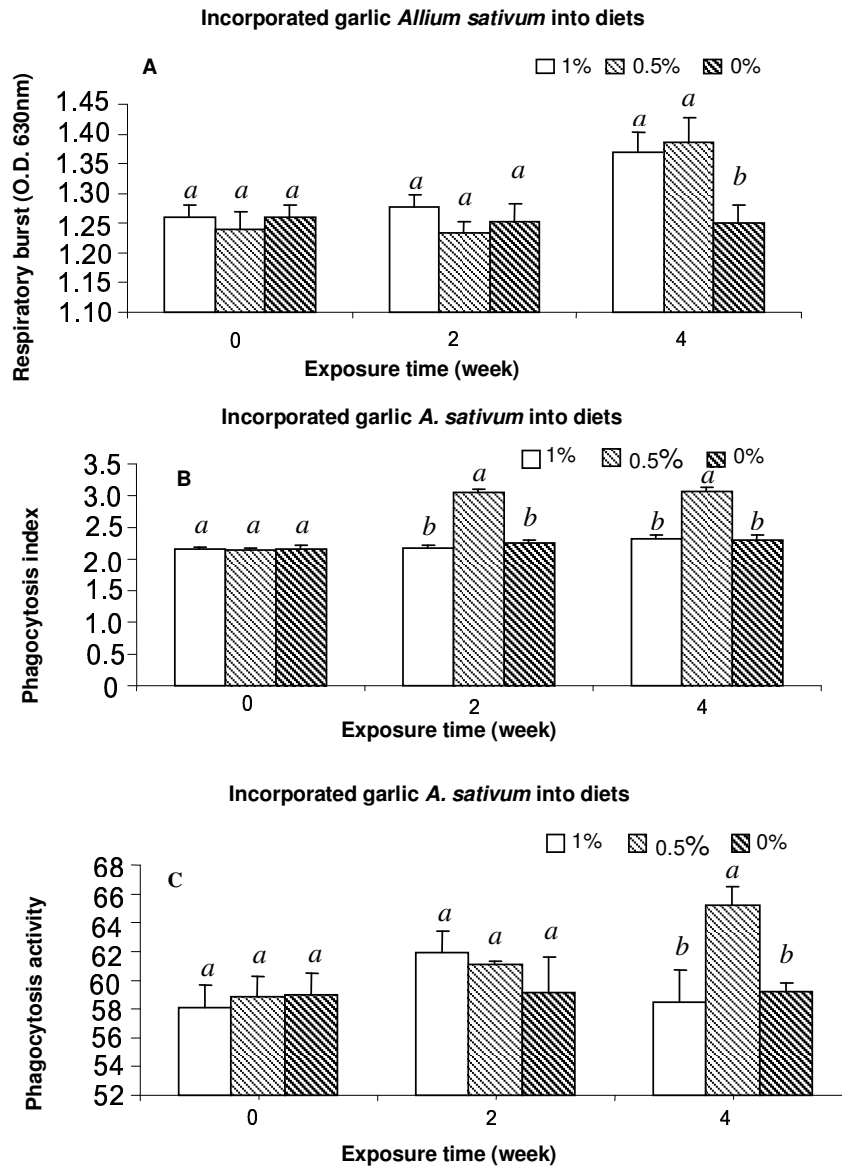 Incorporated garlic Allium sativum into diets
A
1% 0.5% 0%
Respiratory burst (O.D. 630nm)
1.45
1.40
1.35
1.30
1.25
1.20
1.15
1.10
a a a a a a a a b
0 2 4
Exposure time (week)
Incorporated garlic A. sativum into diets
B
1% 0.5% 0%
Phagocytosis index
3.5
3.0
2.5
2.0
1.5
1.0
0.5
0
a a a b a b b a b
0 2 4
Exposure time (week)
Incorporated garlic A. sativum into diets
C
1% 0.5% 0%
Phagocytosis activity
68
66
64
62
60
58
56
54
52
a a a a a a b a b
0 2 4
Exposure time (week)